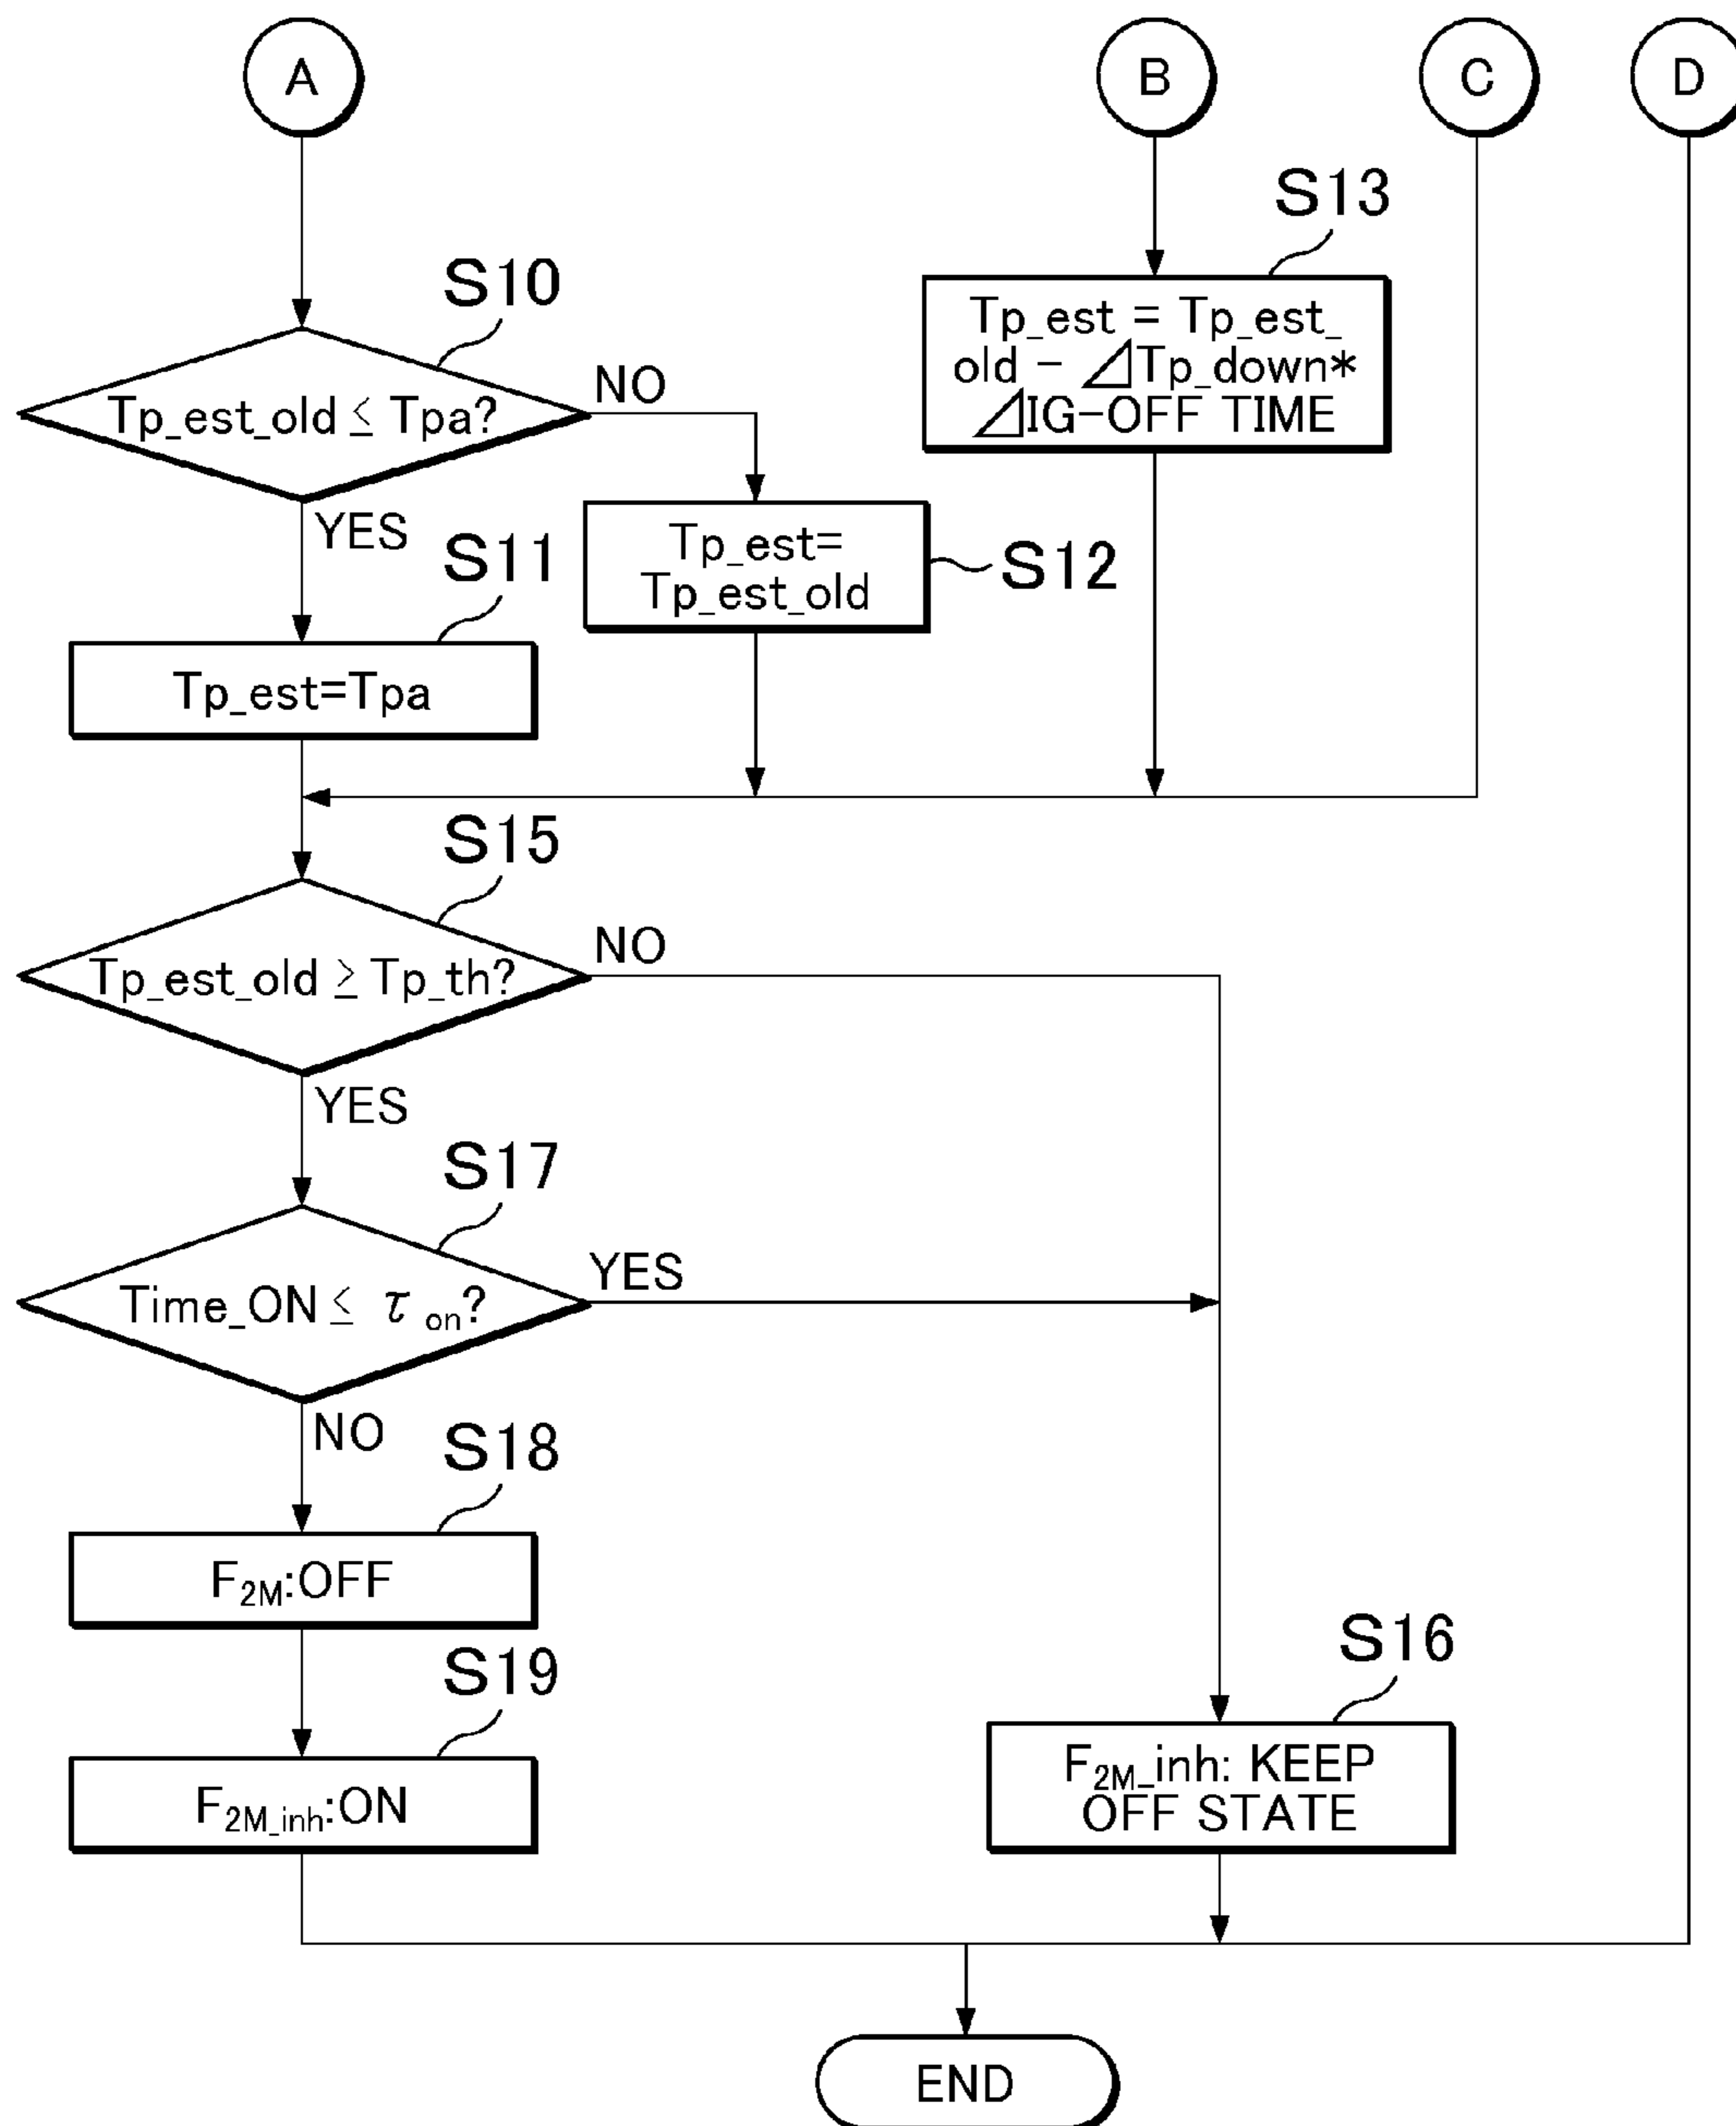 A
B
C
D
S13
Tp_est = Tp_est_
old - ⊿Tp_down*
⊿IG-OFF TIME
S10
Tp_est_old ≤ Tpa?
NO
YES
S12
Tp_est=
Tp_est_old
S11
Tp_est=Tpa
S15
Tp_est_old ≥ Tp_th?
NO
YES
S17
Time_ON ≤ τ on?
YES
NO
S18
F2M:OFF
S19
F2M_inh:ON
S16
F2M_inh: KEEP
OFF STATE
END